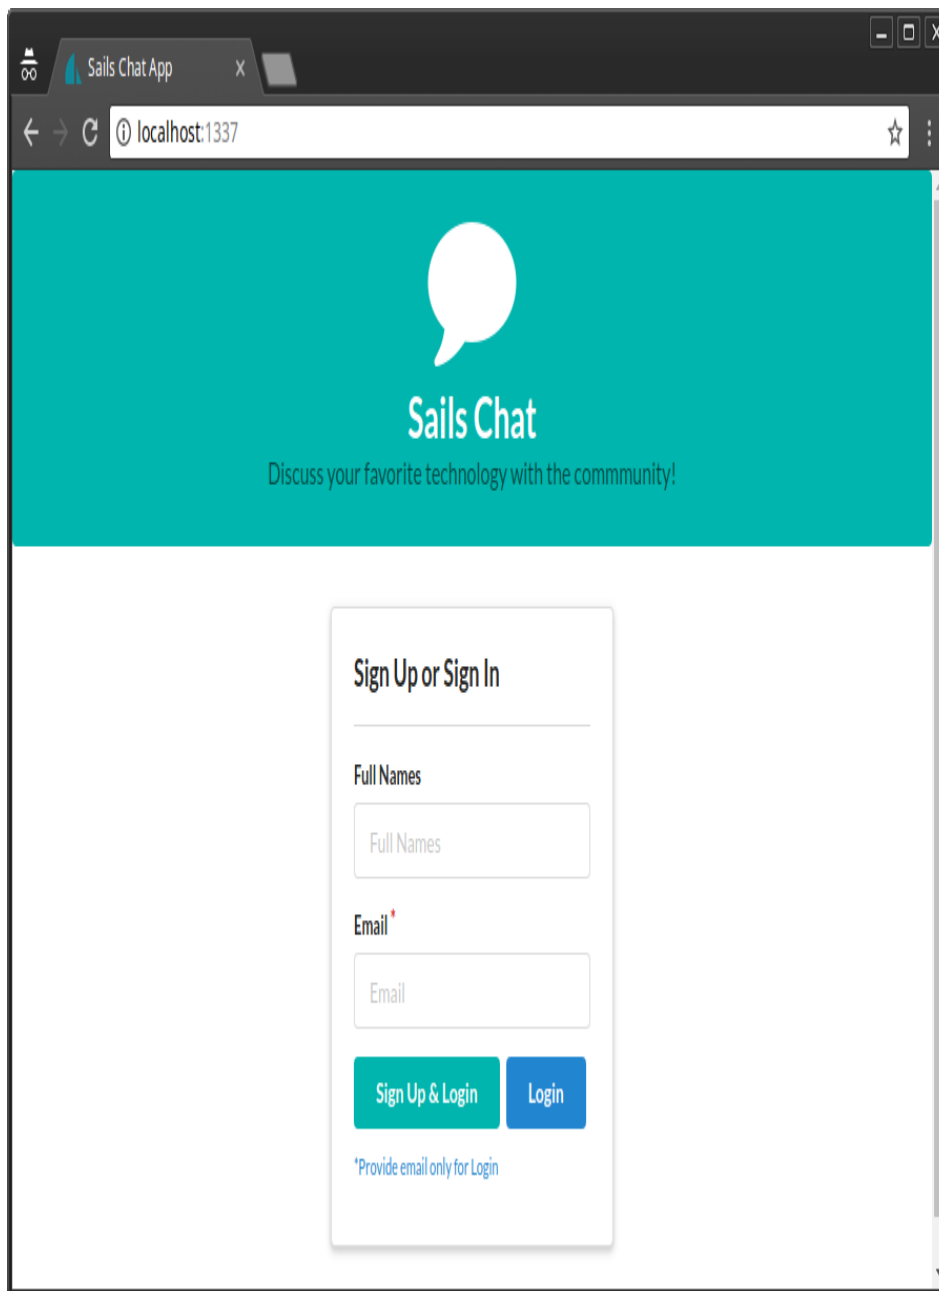 Sails Chat App
localhost:1337
Sails Chat
Discuss your favorite technology with the commmunity!
Sign Up or Sign In
Full Names
Full Names
Email *
Email
Sign Up & Login Login
*Provide email only for Login